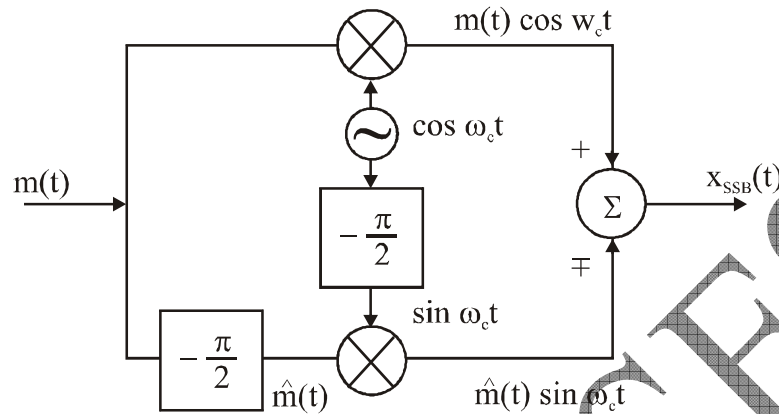 m(t) cos w_c t
cos ω_c t
+
m(t)
Σ
x_SSB(t)
− π/2
∓
sin ω_c t
− π/2
m̂(t)
m̂(t) sin ω_c t